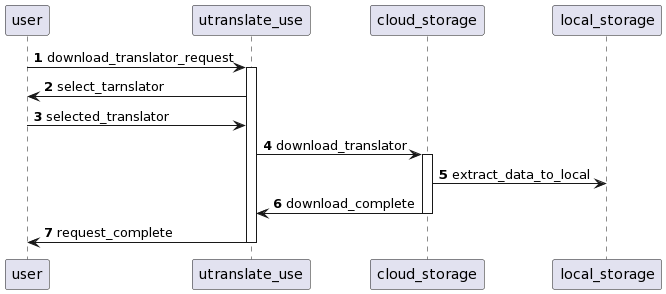 user utranslate_use cloud_storage local_storage
1 download_translator_request
2 select_tarnslator
3 selected_translator
4 download_translator
5 extract_data_to_local
6 download_complete
7 request_complete
user utranslate_use cloud_storage local_storage